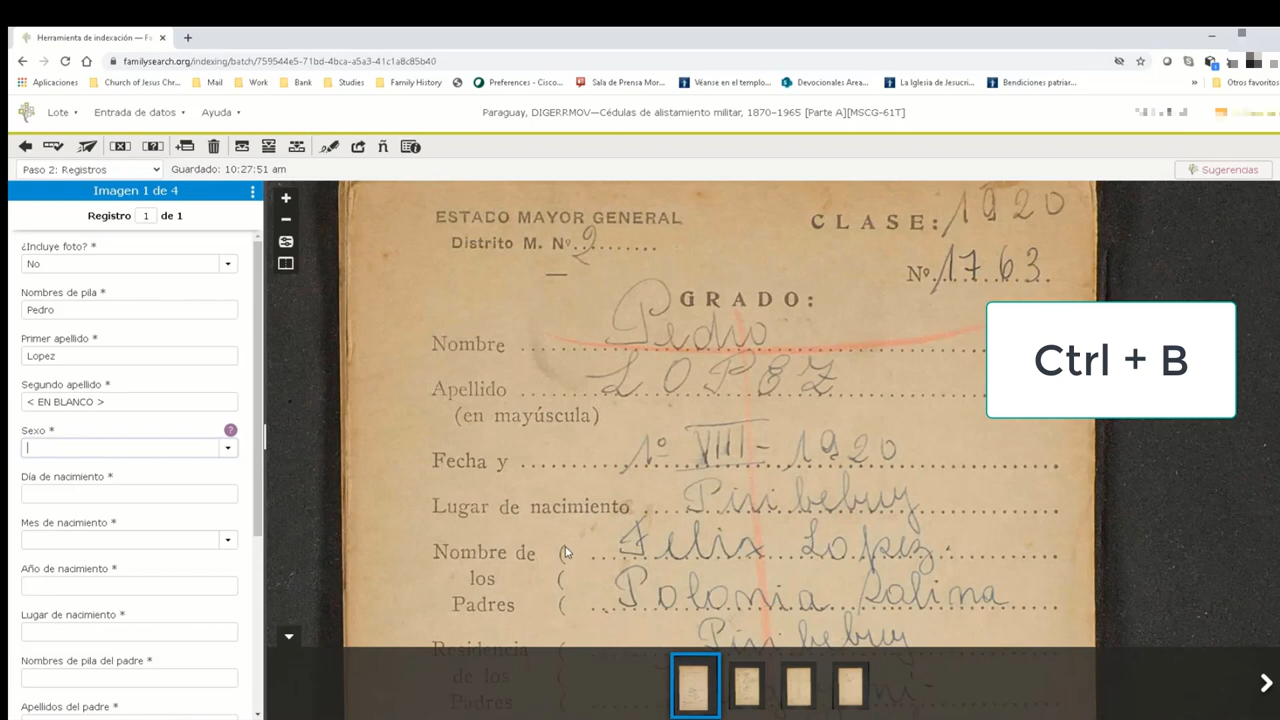 Herramienta de indexación — Fa
familysearch.org/indexing/batch/759544e5-71bd-4bca-a5a3-41c1a8c85b40
Aplicaciones Church of Jesus Chr... Mail Work Bank Studies Family History Preferences - Cisco... Sala de Prensa Mor... Véanse en el templo... Devocionales Area... La Iglesia de Jesucri... Bendiciones patriar... » Otros favoritos
Lote Entrada de datos Ayuda Paraguay, DIGERRMOV—Cédulas de alistamiento militar, 1870–1965 [Parte A][MSCG-61T]
ñ
Paso 2: Registros Guardado: 10:27:51 am Sugerencias
Imagen 1 de 4
Registro 1 de 1
¿Incluye foto? *
No
Nombres de pila *
Pedro
Primer apellido *
Lopez
Segundo apellido *
< EN BLANCO >
Sexo * ?
Día de nacimiento *
Mes de nacimiento *
Año de nacimiento *
Lugar de nacimiento *
Nombres de pila del padre *
Apellidos del padre *
ESTADO MAYOR GENERAL
CLASE: 1920
Distrito M. Nº. 2
Nº. 1763
GRADO:
Nombre Pedro
Apellido LOPEZ
(en mayúscula)
Fecha y 1º VIII - 1920
Lugar de nacimiento Piribebuy
Nombre de ( Felix Lopez
los (
Padres ( Polonia Salina
Residencia Piribebuy
de los
Padres
Ctrl + B